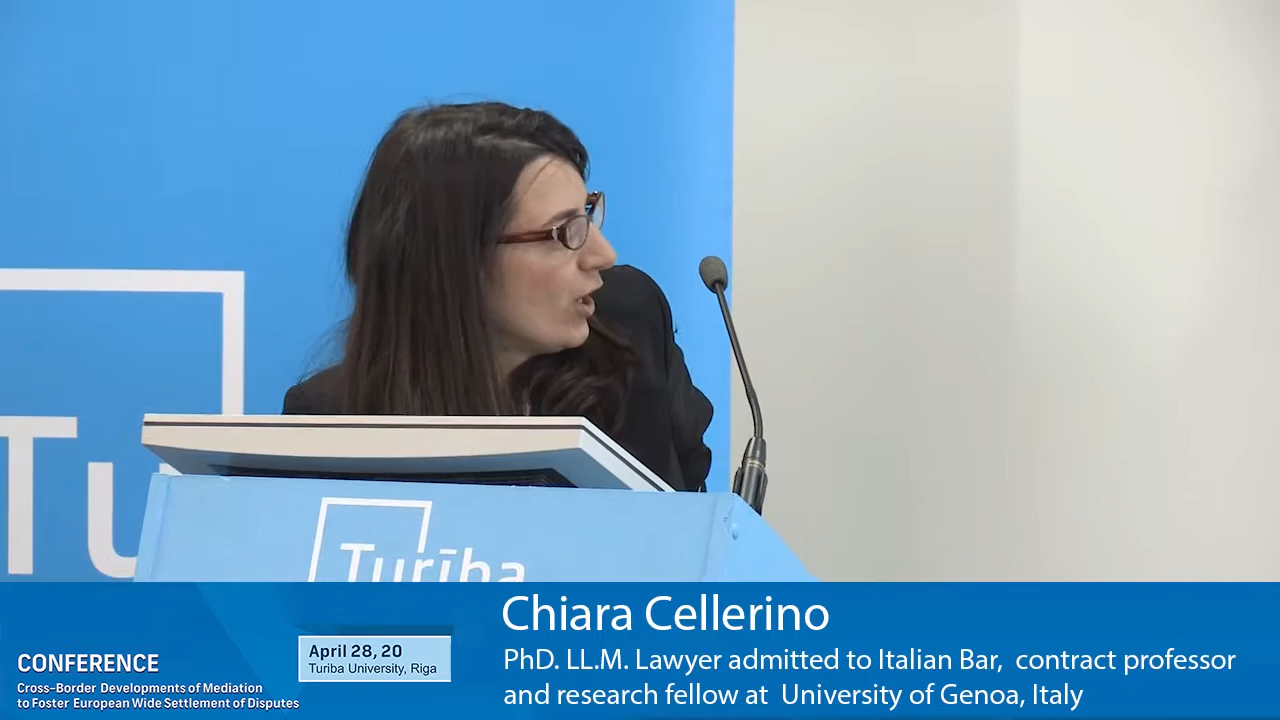 Tu
Turība
Chiara Cellerino
PhD. LL.M. Lawyer admitted to Italian Bar, contract professor
and research fellow at University of Genoa, Italy
April 28, 20
Turiba University, Riga
CONFERENCE
Cross-Border Developments of Mediation
to Foster European Wide Settlement of Disputes